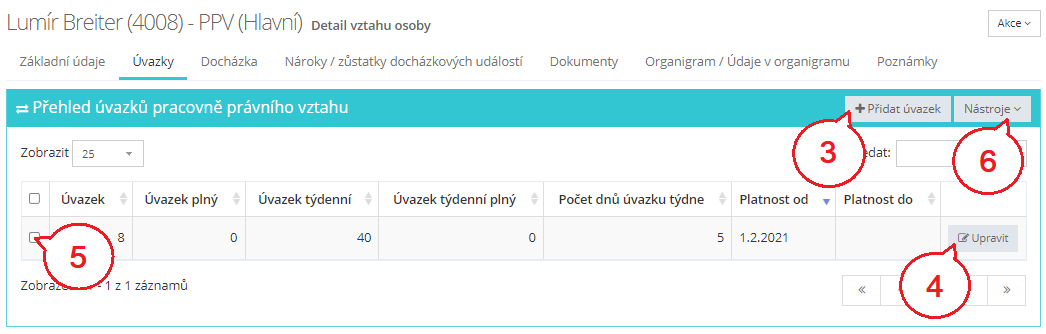 Lumír Breiter (4008) - PPV (Hlavní) Detail vztahu osoby
Akce
Základní údaje Úvazky Docházka Nároky / zůstatky docházkových událostí Dokumenty Organigram / Údaje v organigramu Poznámky
Přehled úvazků pracovně právního vztahu
Přidat úvazek Nástroje
3
6
Zobrazit 25 edat:
Úvazek Úvazek plný Úvazek týdenní Úvazek týdenní plný Počet dnů úvazku týdne Platnost od Platnost do
8 0 40 0 5 1.2.2021 Upravit
5
4
Zobraze - 1 z 1 záznamů « »